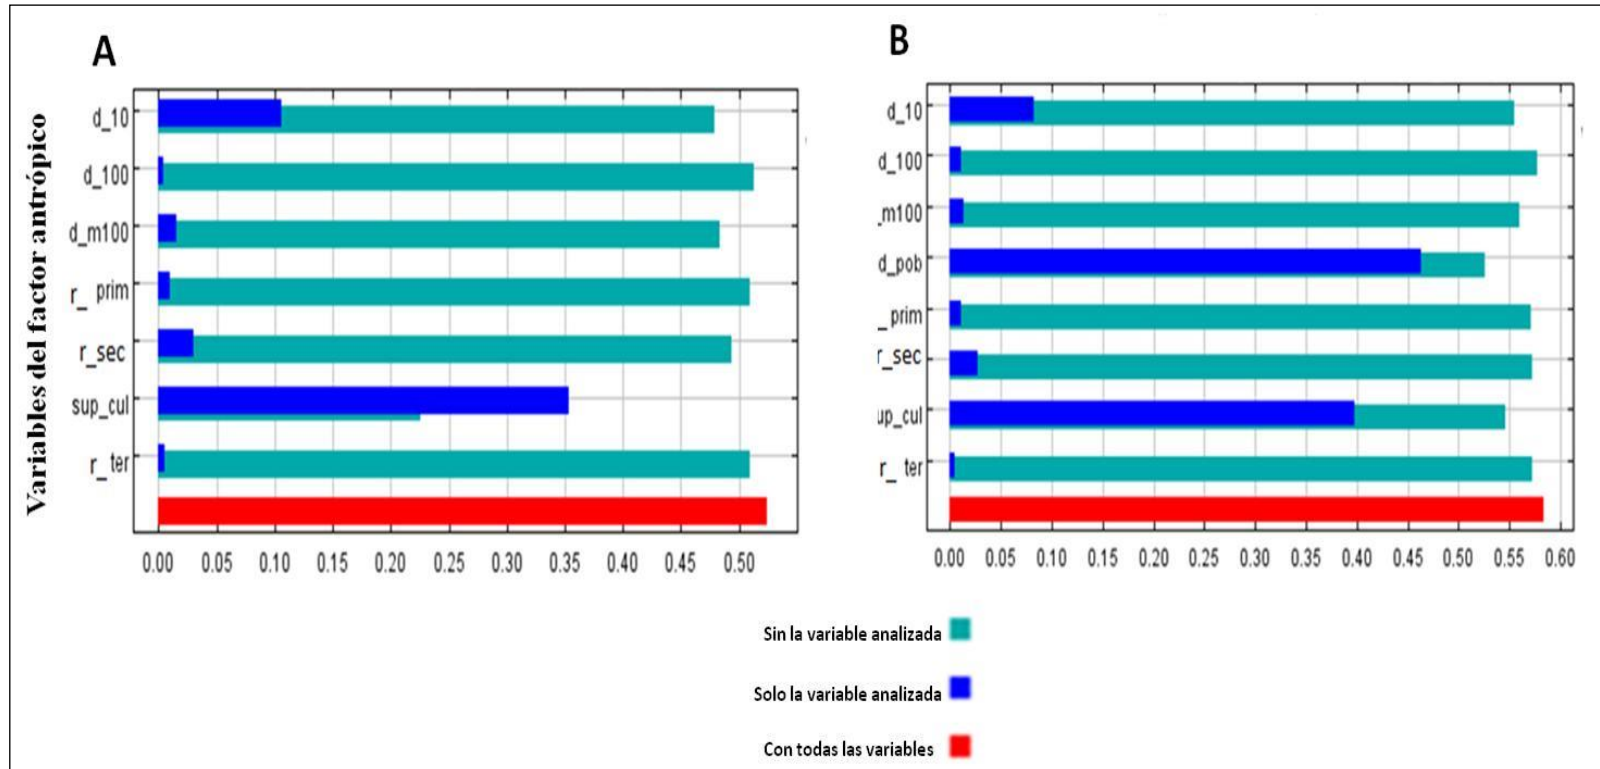 A
B
Variables del factor antrópico
d_10
d_100
d_m100
r_ prim
r_sec
sup_cul
r_ ter
0.00 0.05 0.10 0.15 0.20 0.25 0.30 0.35 0.40 0.45 0.50
d_10
d_100
_m100
d_pob
_prim
r_sec
up_cul
r_ ter
0.00 0.05 0.10 0.15 0.20 0.25 0.30 0.35 0.40 0.45 0.50 0.55 0.60
Sin la variable analizada
Solo la variable analizada
Con todas las variables